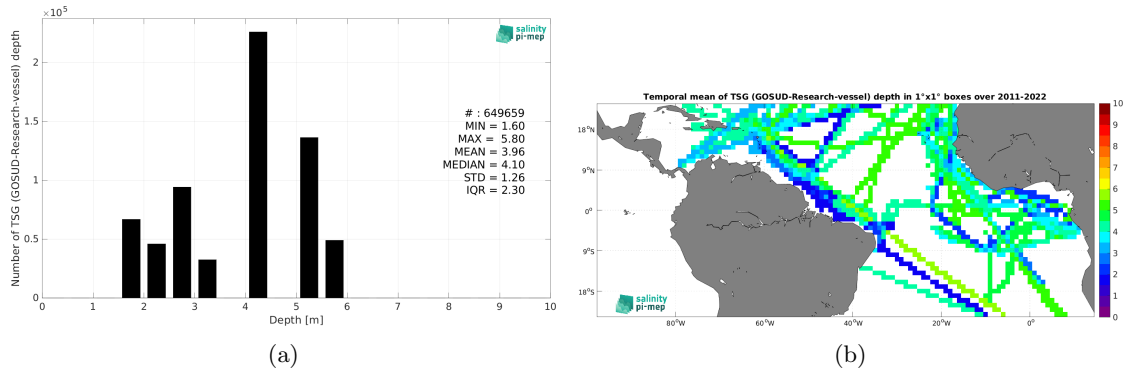 ×10⁵
Number of TSG (GOSUD-Research-vessel) depth
2
1.5
1
0.5
0
0 1 2 3 4 5 6 7 8 9 10
Depth [m]
salinity
pi-mep
# : 649659
MIN = 1.60
MAX = 5.80
MEAN = 3.96
MEDIAN = 4.10
STD = 1.26
IQR = 2.30
(a)
Temporal mean of TSG (GOSUD-Research-vessel) depth in 1°x1° boxes over 2011-2022
18°N
9°N
0°
9°S
18°S
80°W 60°W 40°W 20°W 0°
salinity
pi-mep
10
9
8
7
6
5
4
3
2
1
0
(b)